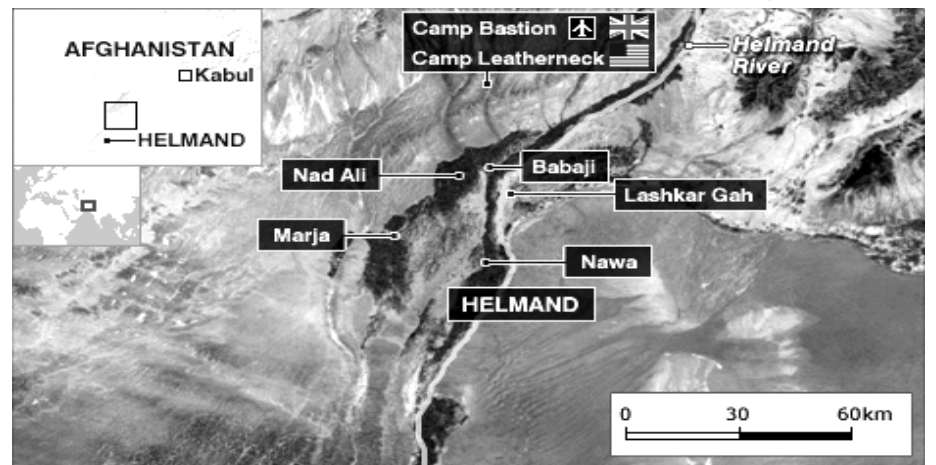 AFGHANISTAN
Kabul
HELMAND
Camp Bastion
Camp Leatherneck
Helmand
River
Nad Ali
Babaji
Lashkar Gah
Marja
Nawa
HELMAND
0 30 60km